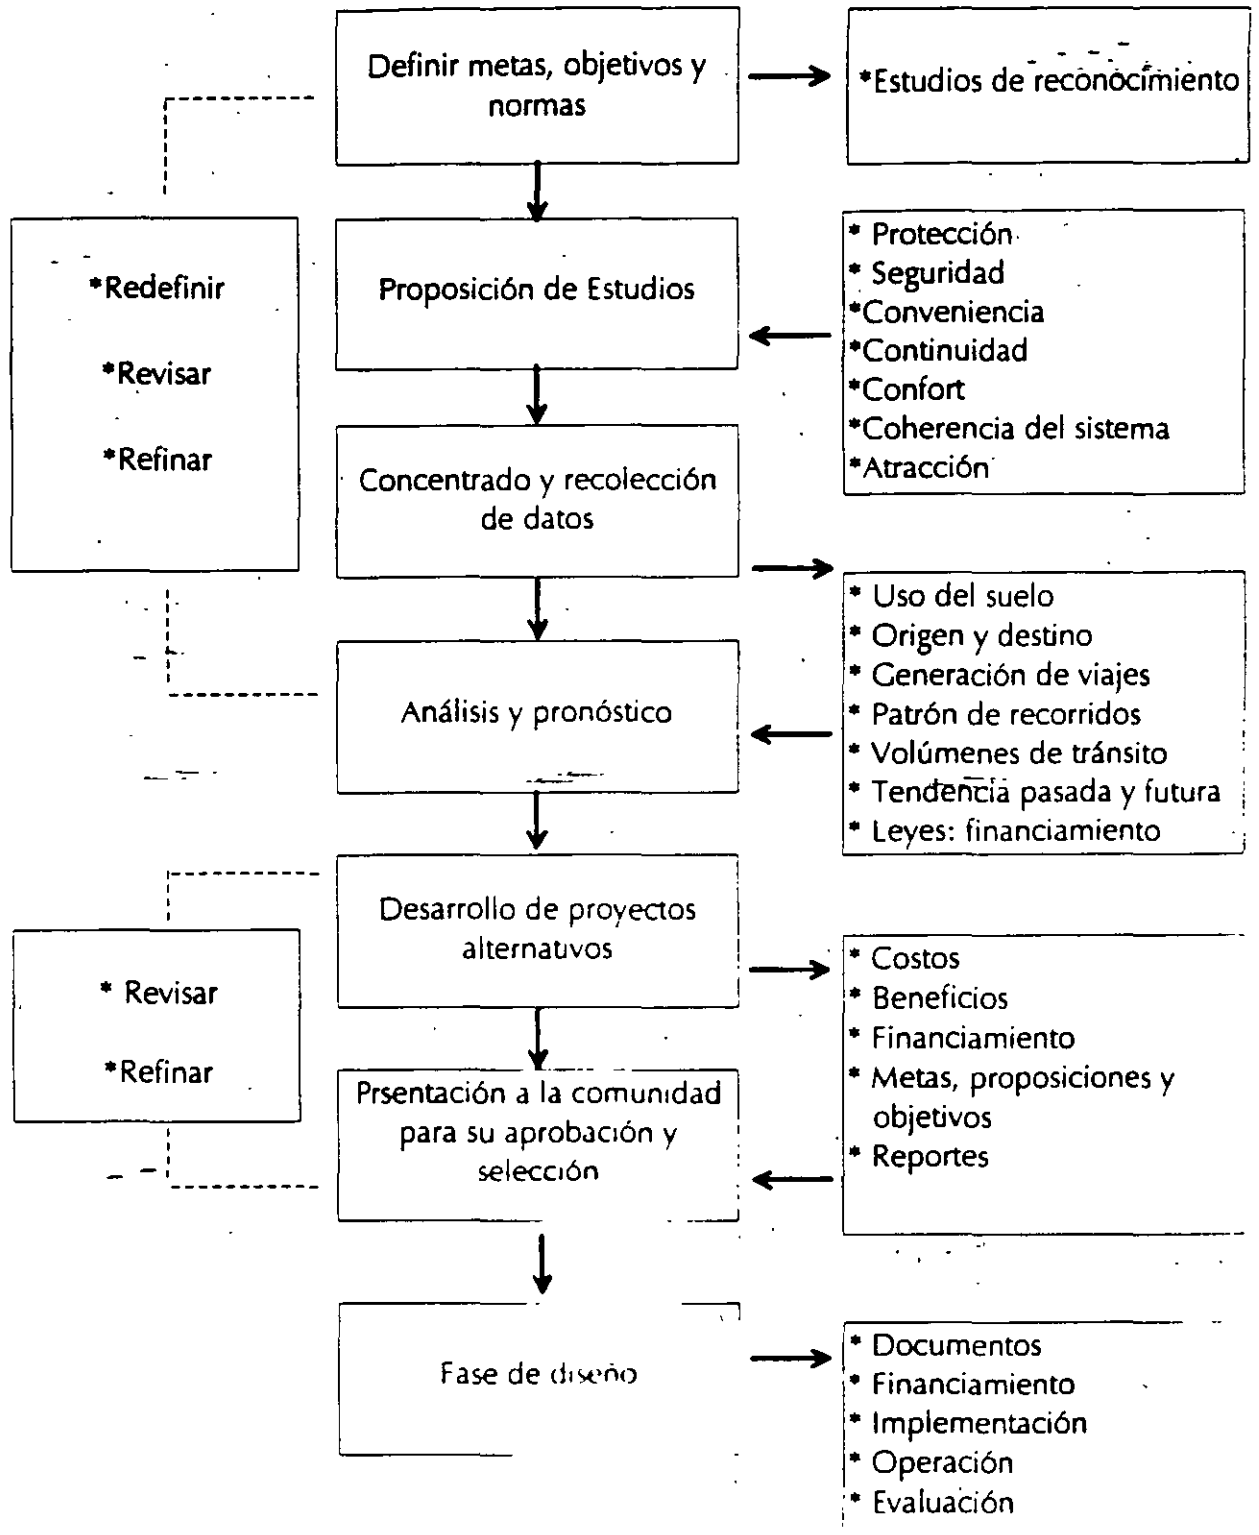 Definir metas, objetivos y
normas
*Estudios de reconocimiento
*Redefinir
*Revisar
*Refinar
Proposición de Estudios
* Protección
* Seguridad
*Conveniencia
*Continuidad
*Confort
*Coherencia del sistema
*Atracción
Concentrado y recolección
de datos
* Uso del suelo
* Origen y destino
* Generación de viajes
* Patrón de recorridos
* Volúmenes de tránsito
* Tendencia pasada y futura
* Leyes: financiamiento
Análisis y pronóstico
Desarrollo de proyectos
alternativos
* Revisar
*Refinar
* Costos
* Beneficios
* Financiamiento
* Metas, proposiciones y
objetivos
* Reportes
Prsentación a la comunidad
para su aprobación y
selección
Fase de diseño
* Documentos
* Financiamiento
* Implementación
* Operación
* Evaluación